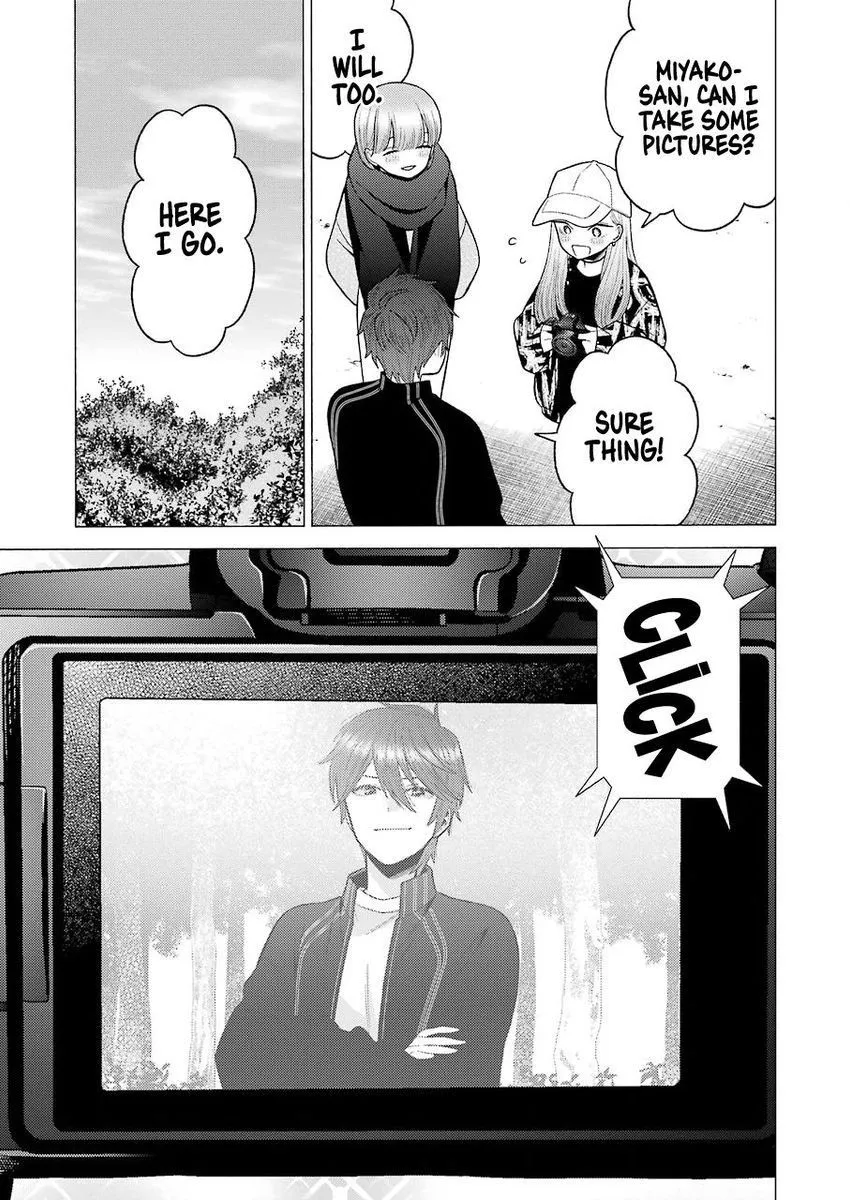 MIYAKO-
SAN, CAN I
TAKE SOME
PICTURES?
I
WILL
TOO.
SURE
THING!
HERE
I GO.
CLICK